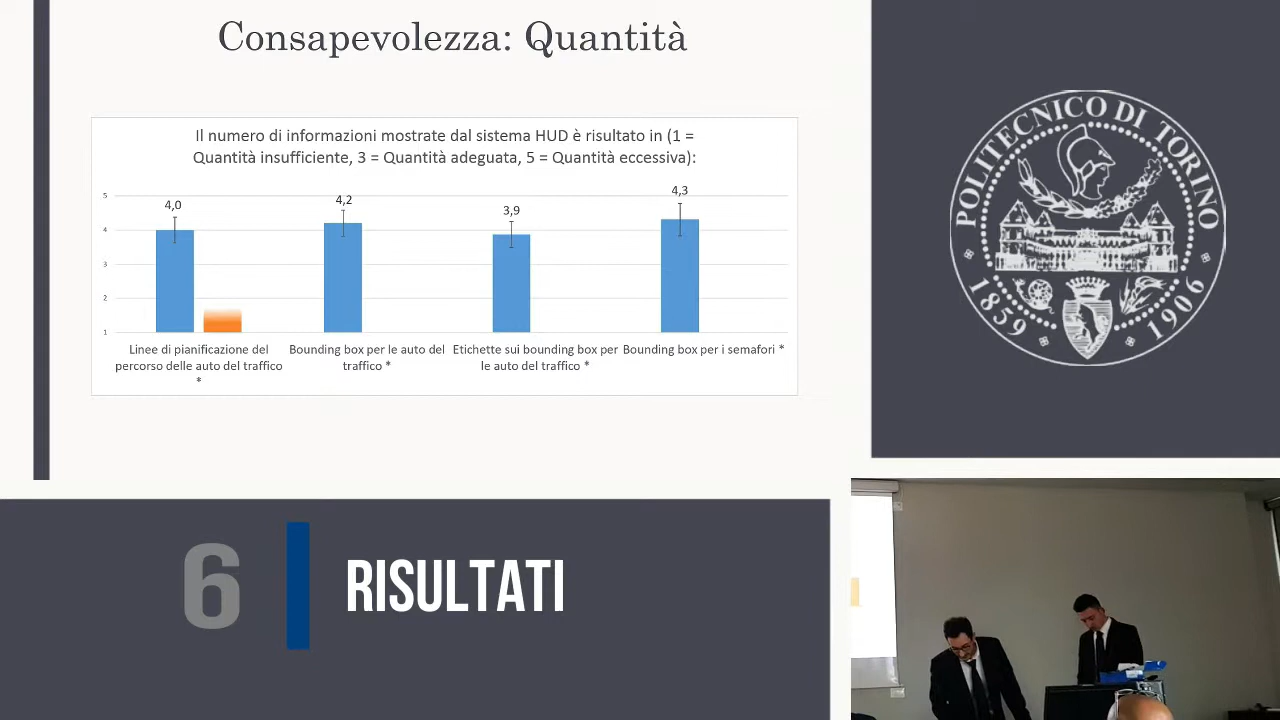 Consapevolezza: Quantità
Il numero di informazioni mostrate dal sistema HUD è risultato in (1 =
Quantità insufficiente, 3 = Quantità adeguata, 5 = Quantità eccessiva):
5
4
3
2
1
4,0
4,2
3,9
4,3
Linee di pianificazione del
percorso delle auto del traffico
*
Bounding box per le auto del
traffico *
Etichette sui bounding box per
le auto del traffico *
Bounding box per i semafori *
POLITECNICO DI TORINO
1859
1906
6
RISULTATI